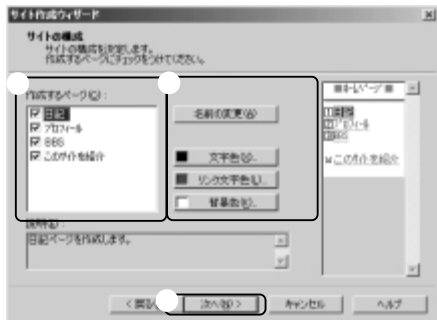 サイト作成ウィザード
サイトの構成
サイトの構成を設定します。
作成するページにチェックをつけてください。
作成するページ(C):
日記
プロフィール
BBS
このサイトを紹介
名前の変更(A)
文字色(S)...
リンク文字色(L)...
背景色(K)...
■ホームページ■
日記
プロフィール
BBS
このサイトを紹介
説明(E):
日記ページを作成します。
次へ(N) >
キャンセル
ヘルプ